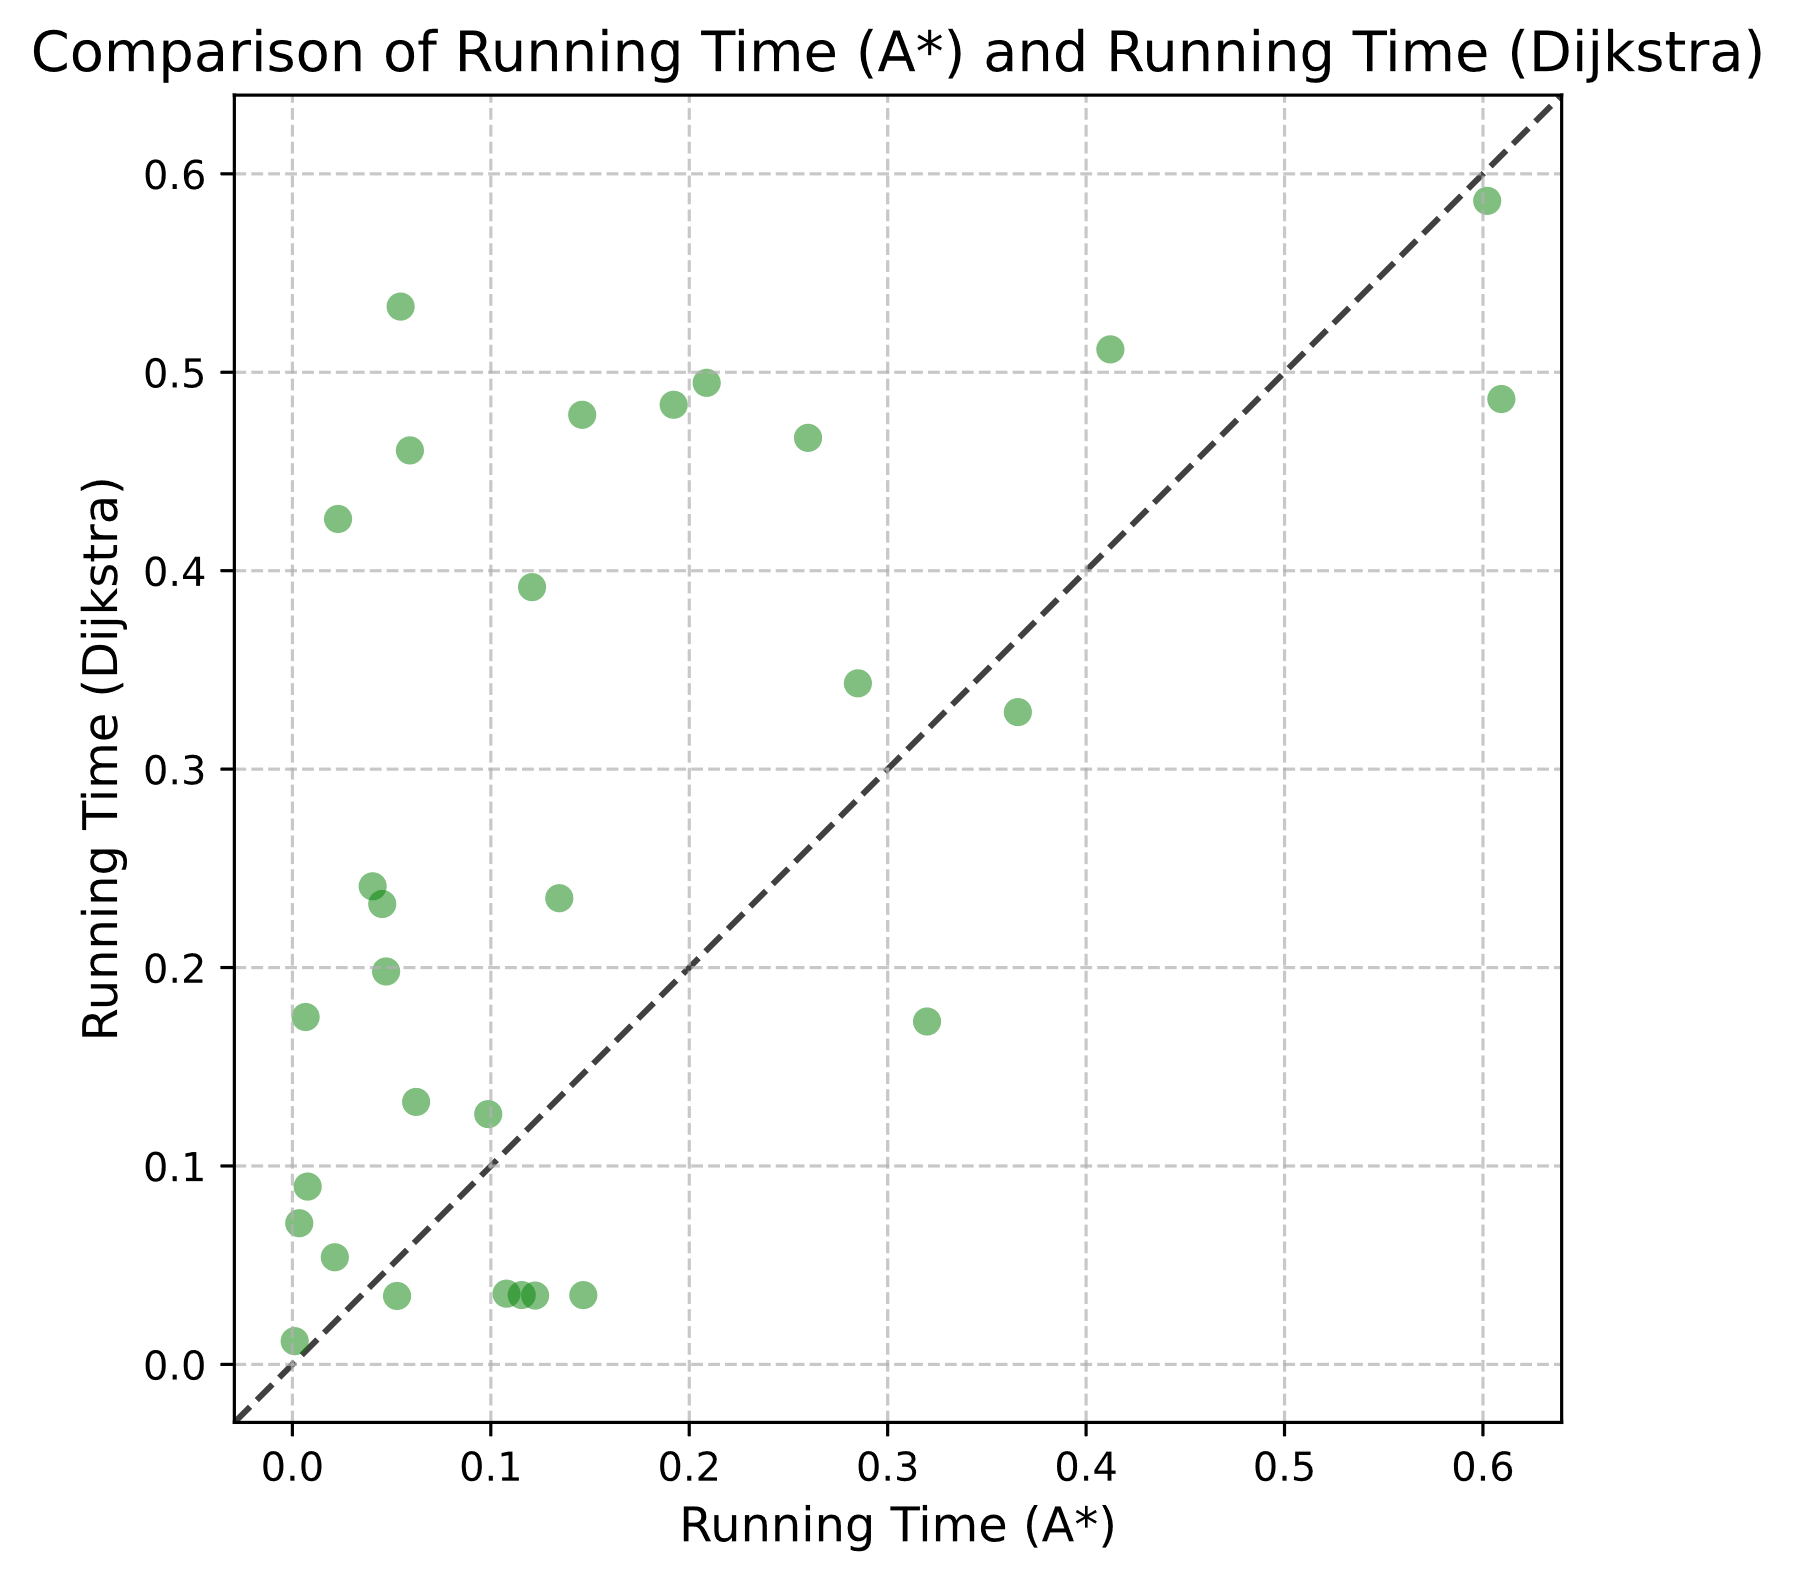 Comparison of Running Time (A*) and Running Time (Dijkstra)
Running Time (Dijkstra)
0.6
0.5
0.4
0.3
0.2
0.1
0.0
0.0 0.1 0.2 0.3 0.4 0.5 0.6
Running Time (A*)